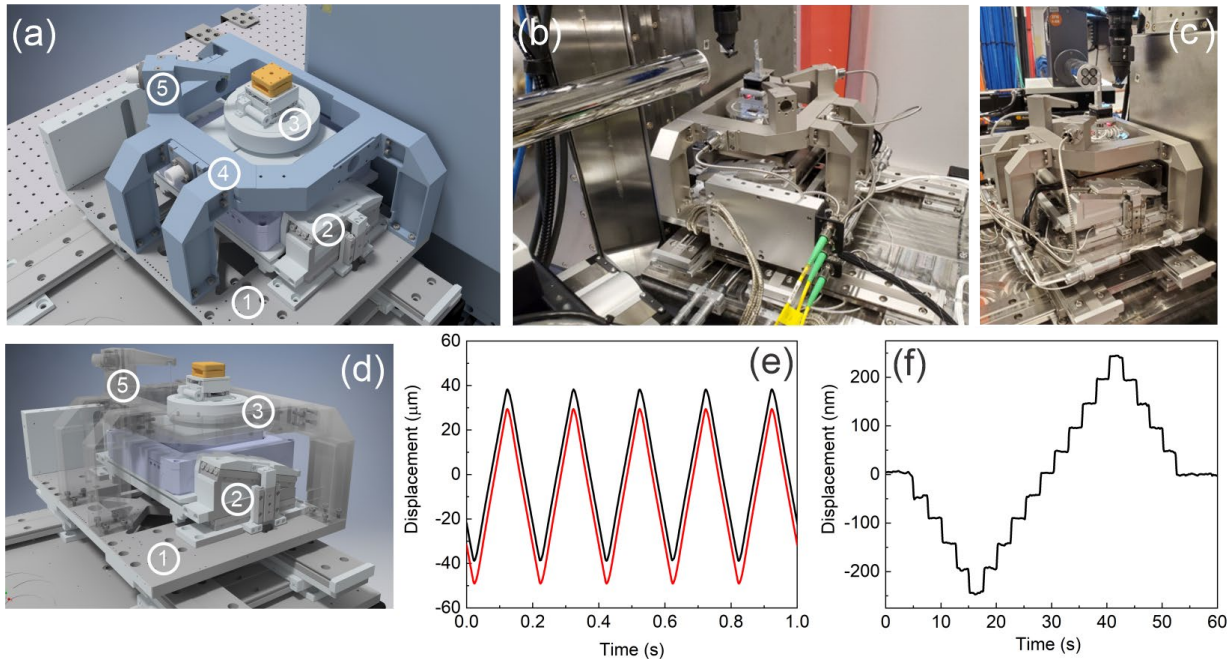 (a)
5
3
4
2
1
(b)
(c)
(d)
5
3
2
1
(e)
60
40
20
0
-20
-40
-60
Displacement (μm)
0.0 0.2 0.4 0.6 0.8 1.0
Time (s)
(f)
200
100
0
-100
-200
Displacement (nm)
0 10 20 30 40 50 60
Time (s)